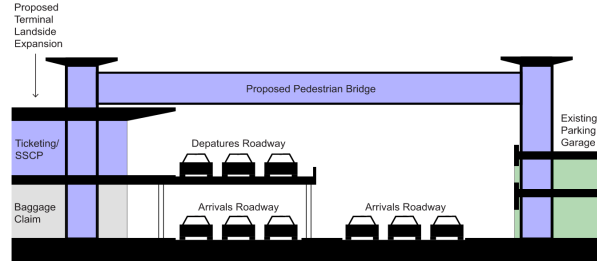 Proposed
Terminal
Landside
Expansion
Proposed Pedestrian Bridge
Existing
Parking
Garage
Ticketing/
SSCP
Depatures Roadway
Baggage
Claim
Arrivals Roadway
Arrivals Roadway